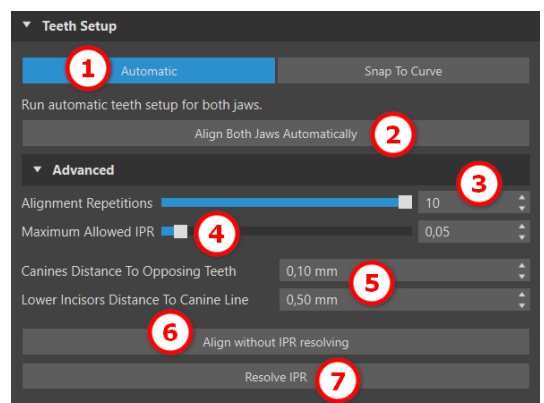 Teeth Setup
1 Automatic Snap To Curve
Run automatic teeth setup for both jaws.
Align Both Jaws Automatically 2
Advanced
3
Alignment Repetitions 10
Maximum Allowed IPR 4 0,05
Canines Distance To Opposing Teeth 0,10 mm
5
Lower Incisors Distance To Canine Line 0,50 mm
6
Align without IPR resolving
Resolve IPR 7